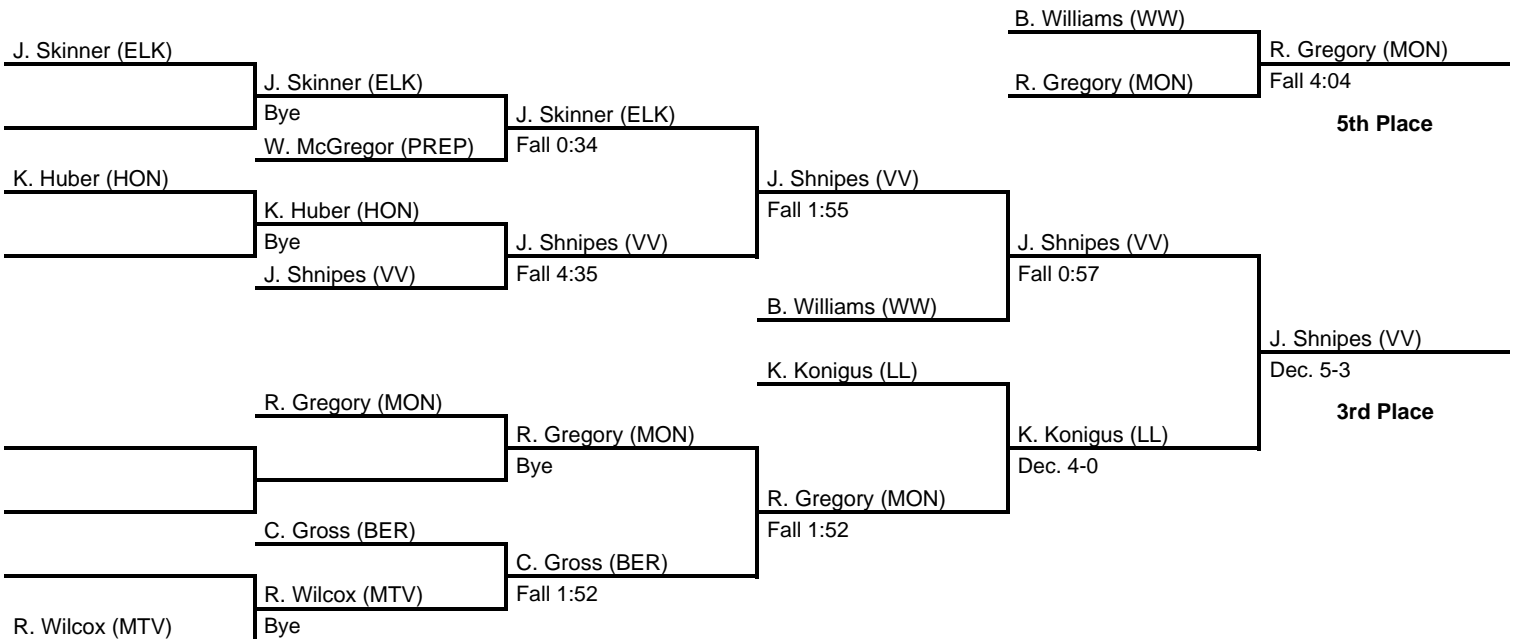 B. Williams (WW)
J. Skinner (ELK)
R. Gregory (MON)
J. Skinner (ELK)
R. Gregory (MON)
Fall 4:04
Bye
J. Skinner (ELK)
5th Place
W. McGregor (PREP)
Fall 0:34
K. Huber (HON)
J. Shnipes (VV)
K. Huber (HON)
Fall 1:55
Bye
J. Shnipes (VV)
J. Shnipes (VV)
J. Shnipes (VV)
Fall 4:35
Fall 0:57
B. Williams (WW)
J. Shnipes (VV)
K. Konigus (LL)
Dec. 5-3
R. Gregory (MON)
3rd Place
R. Gregory (MON)
K. Konigus (LL)
Bye
Dec. 4-0
R. Gregory (MON)
C. Gross (BER)
Fall 1:52
C. Gross (BER)
R. Wilcox (MTV)
Fall 1:52
R. Wilcox (MTV)
Bye